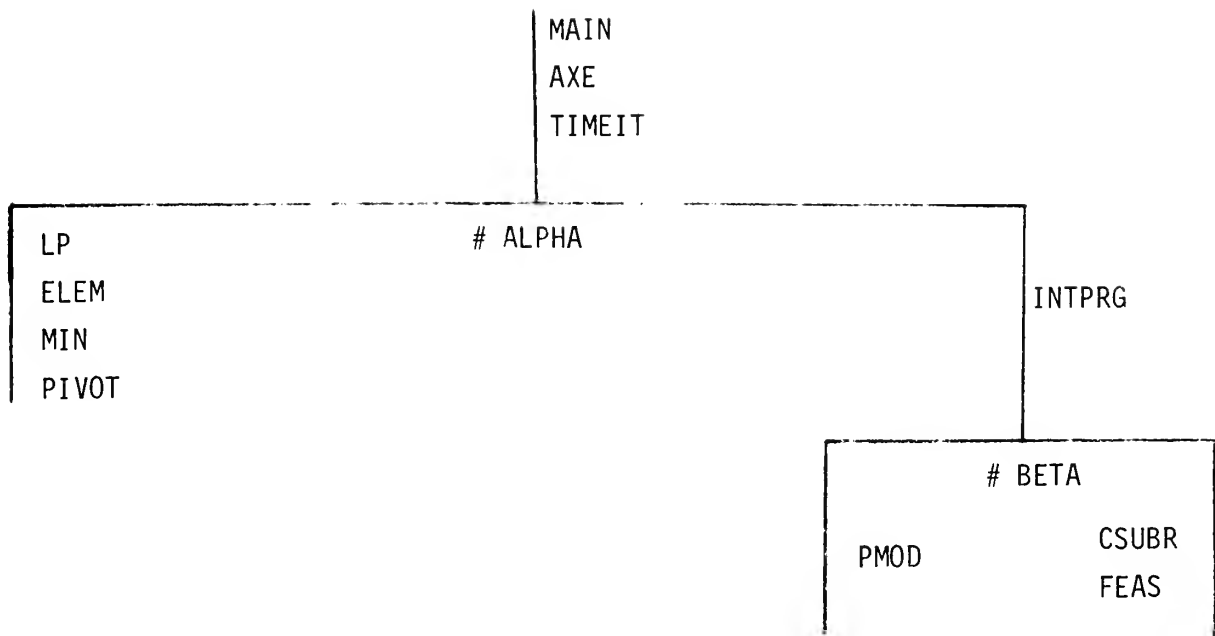 MAIN
AXE
TIMEIT
# ALPHA
LP
ELEM
MIN
PIVOT
INTPRG
# BETA
PMOD
CSUBR
FEAS